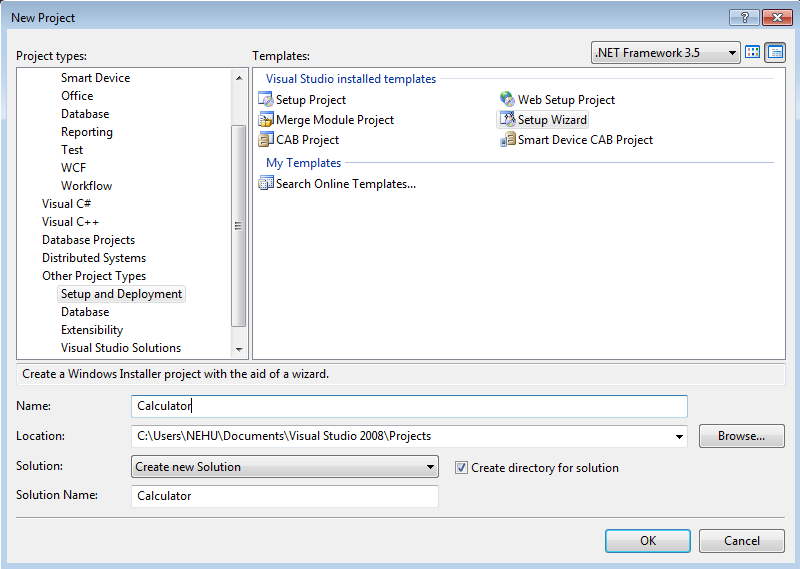 New Project
Project types:
Templates:
.NET Framework 3.5
Smart Device
Office
Database
Reporting
Test
WCF
Workflow
Visual C#
Visual C++
Database Projects
Distributed Systems
Other Project Types
Setup and Deployment
Database
Extensibility
Visual Studio Solutions
Visual Studio installed templates
Setup Project
Web Setup Project
Merge Module Project
Setup Wizard
CAB Project
Smart Device CAB Project
My Templates
Search Online Templates...
Create a Windows Installer project with the aid of a wizard.
Name:
Calculator
Location:
C:\Users\NEHU\Documents\Visual Studio 2008\Projects
Browse...
Solution:
Create new Solution
Create directory for solution
Solution Name:
Calculator
OK
Cancel